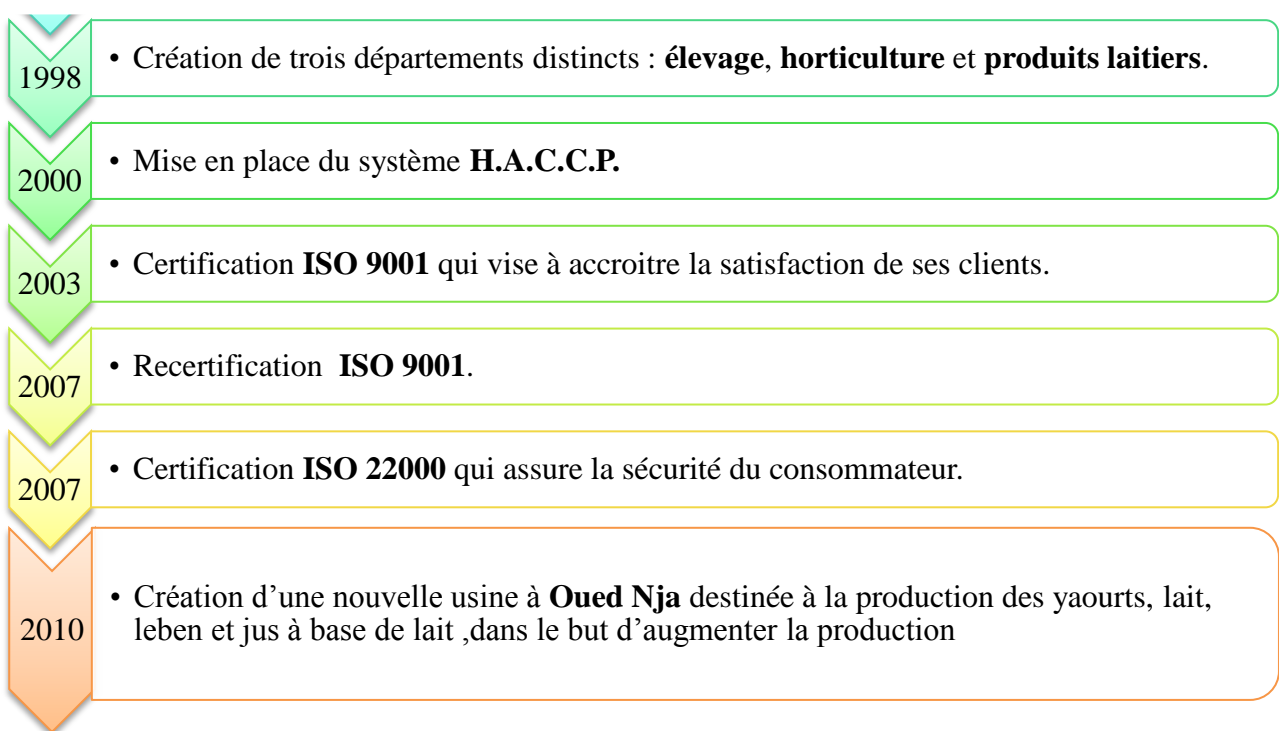 1998
• Création de trois départements distincts : élevage, horticulture et produits laitiers.
2000
• Mise en place du système H.A.C.C.P.
2003
• Certification ISO 9001 qui vise à accroitre la satisfaction de ses clients.
2007
• Recertification ISO 9001.
2007
• Certification ISO 22000 qui assure la sécurité du consommateur.
2010
• Création d’une nouvelle usine à Oued Nja destinée à la production des yaourts, lait,
leben et jus à base de lait ,dans le but d’augmenter la production